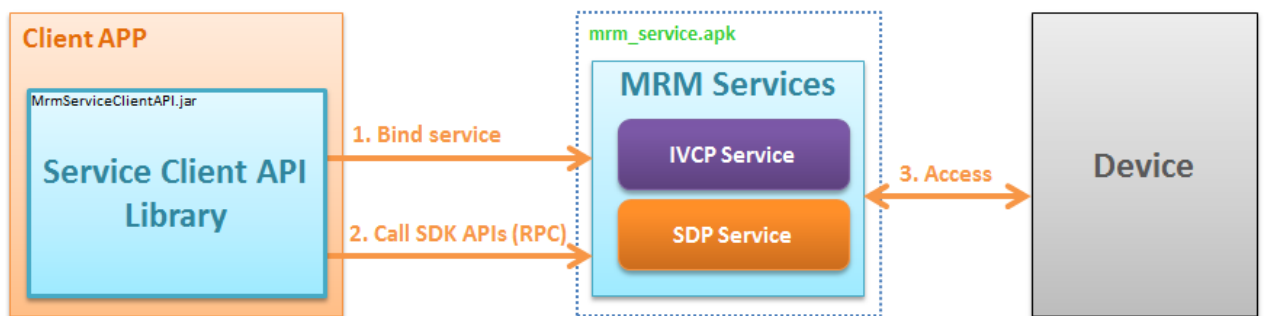 Client APP
MrmServiceClientAPI.jar
Service Client API
Library
1. Bind service
2. Call SDK APIs (RPC)
mrm_service.apk
MRM Services
IVCP Service
SDP Service
3. Access
Device